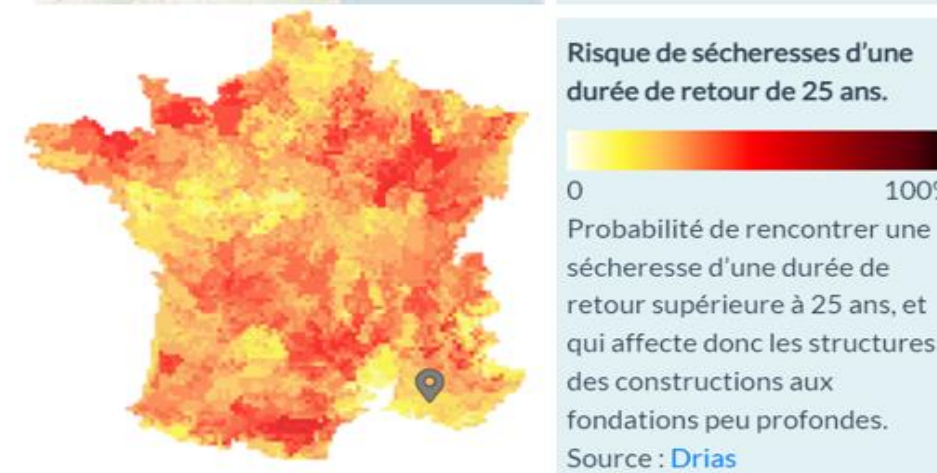 Risque de sécheresses d’une
durée de retour de 25 ans.
0 100%
Probabilité de rencontrer une
sécheresse d’une durée de
retour supérieure à 25 ans, et
qui affecte donc les structures
des constructions aux
fondations peu profondes.
Source : Drias